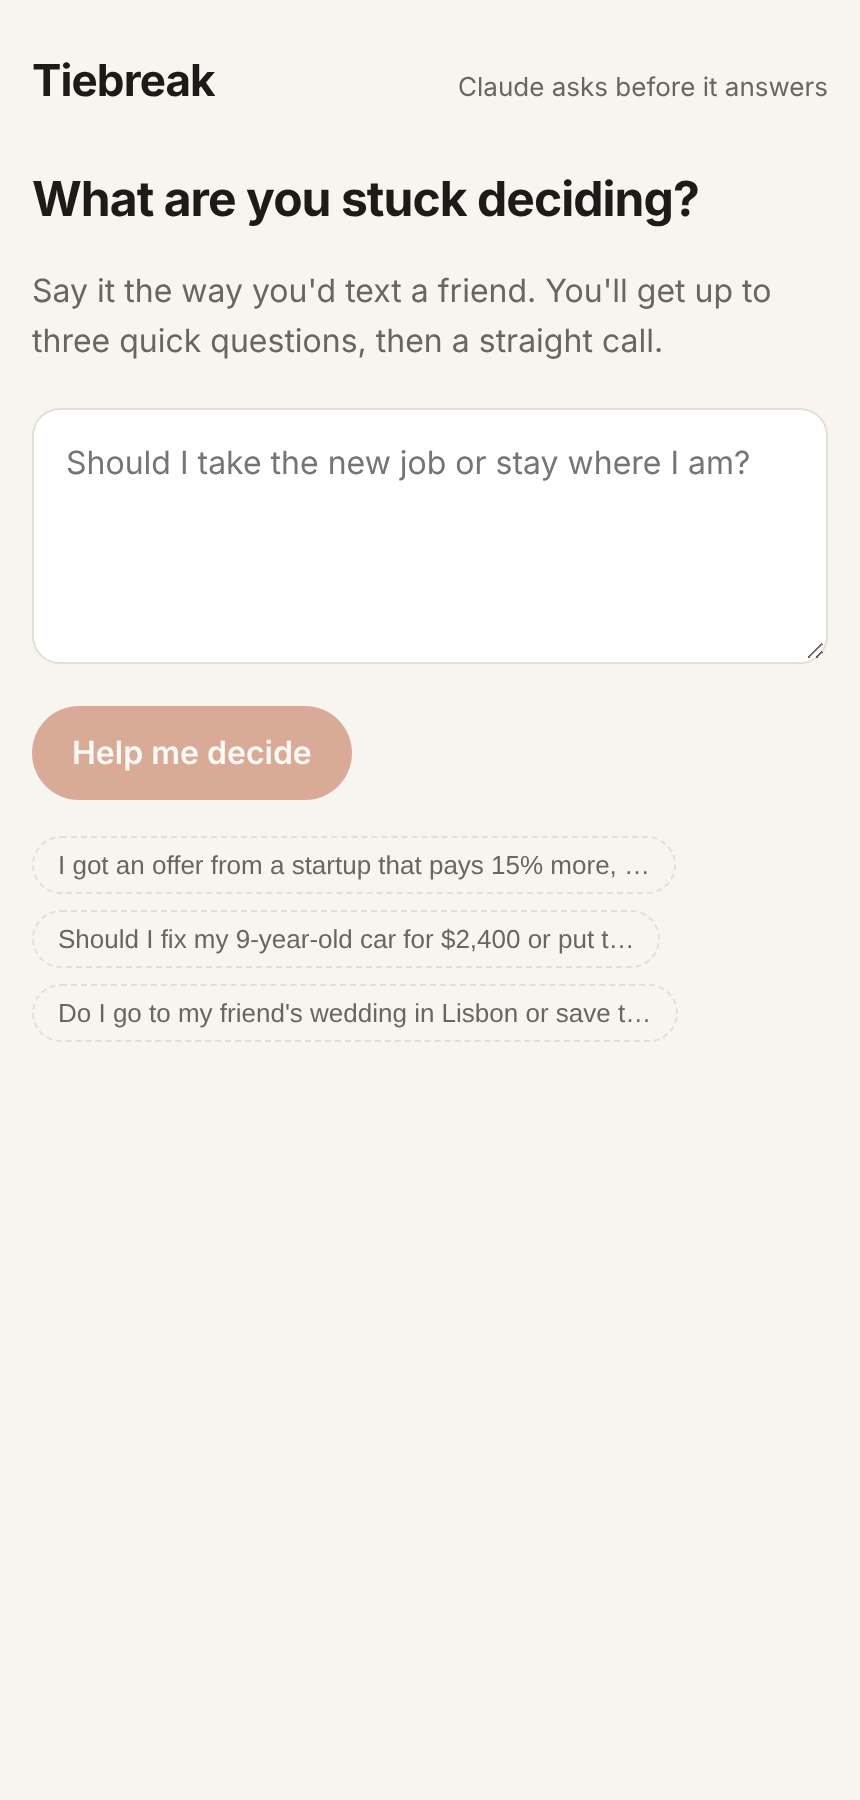 Tiebreak
Claude asks before it answers
What are you stuck deciding?
Say it the way you'd text a friend. You'll get up to
three quick questions, then a straight call.
Should I take the new job or stay where I am?
Help me decide
I got an offer from a startup that pays 15% more, …
Should I fix my 9-year-old car for $2,400 or put t…
Do I go to my friend's wedding in Lisbon or save t…